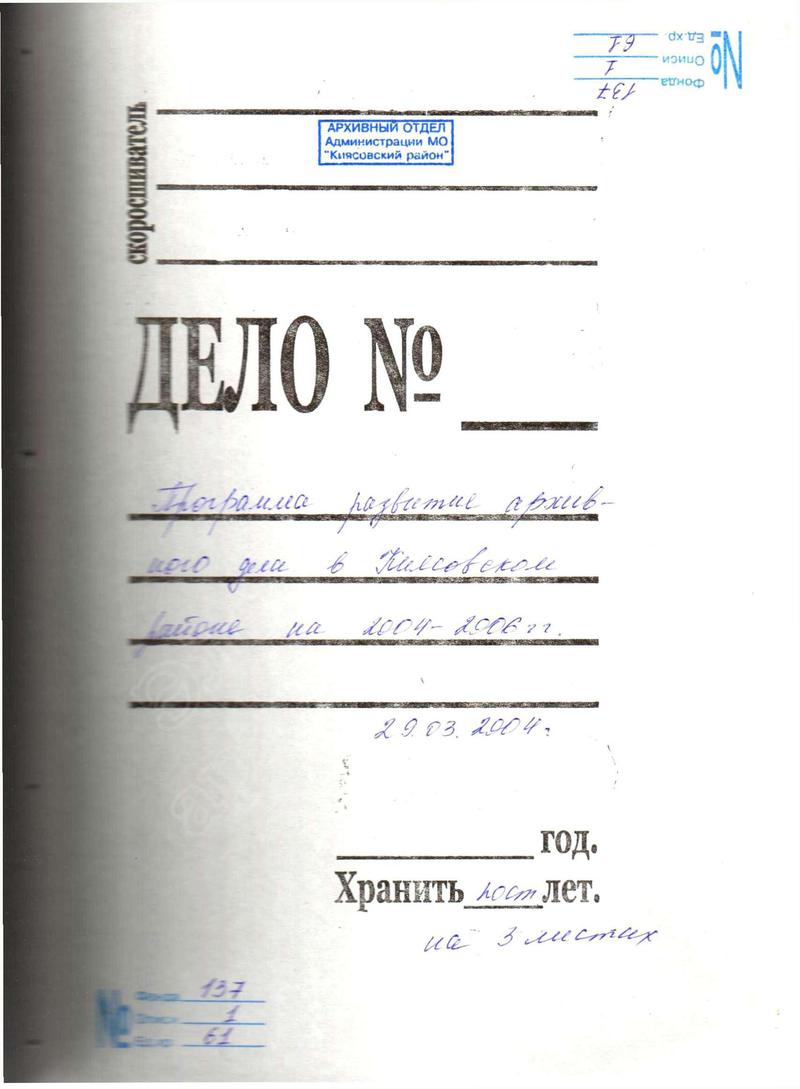 №
Фонда 137
Описи 1
Ед.хр. 61
скоросшиватель
АРХИВНЫЙ ОТДЕЛ
Администрации МО
"Киясовский район"
ДЕЛО №
Программа развитие архив-
ного дела в Киясовском
районе на 2004-2006 гг.
29.03.2004 г.
год.
Хранить пост лет.
на 3 листах
№
Фонда 137
Описи 1
Ед.хр. 61